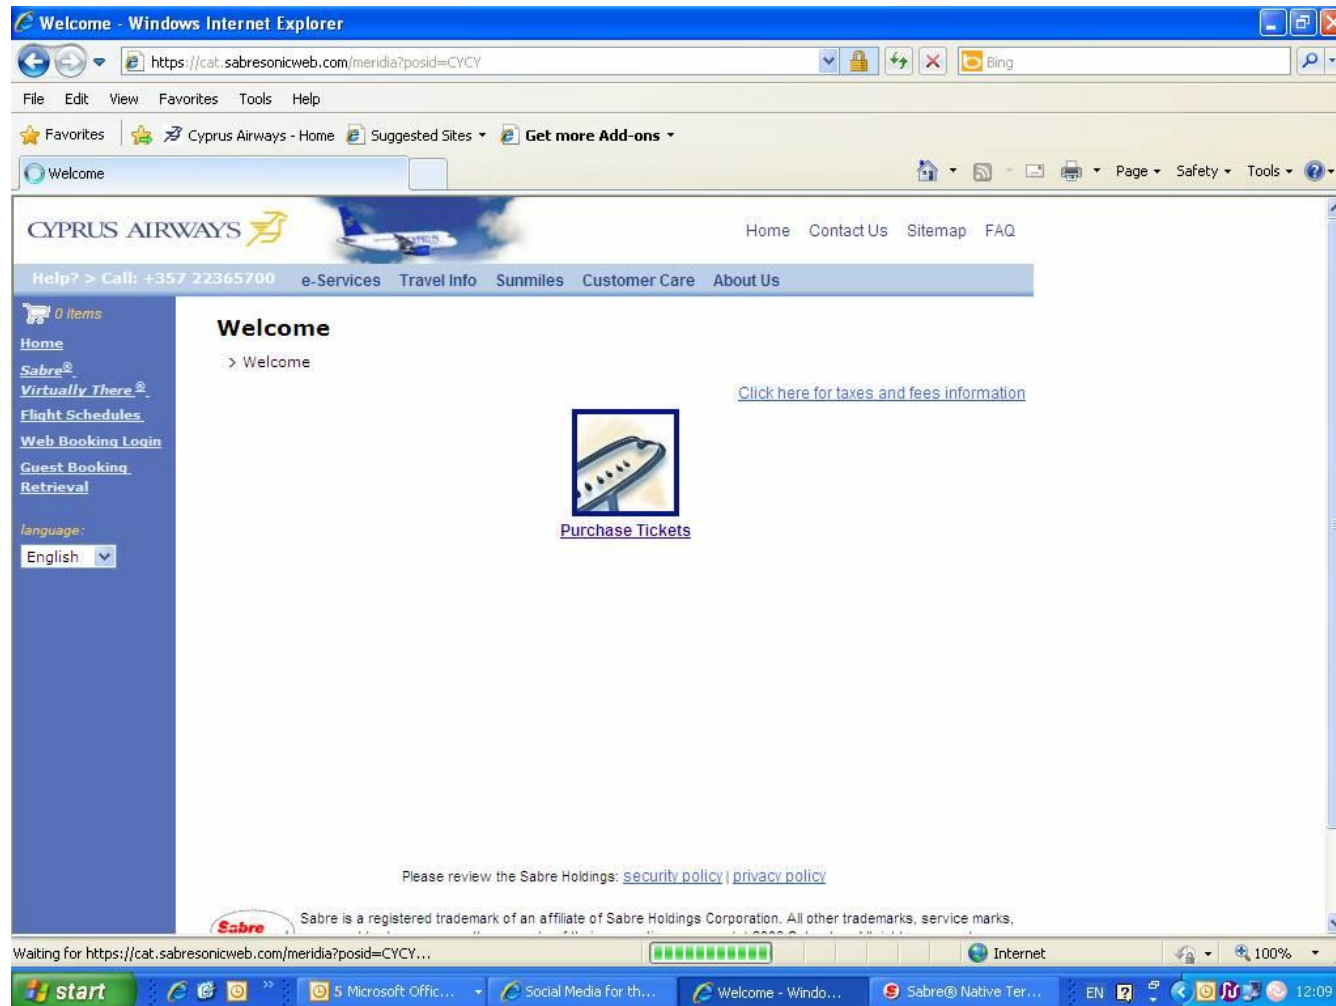 Welcome - Windows Internet Explorer
https://cat.sabresonicweb.com/meridia?posid=CYCY
Bing
File Edit View Favorites Tools Help
Favorites Cyprus Airways - Home Suggested Sites Get more Add-ons
Welcome
Page Safety Tools
CYPRUS AIRWAYS
Home Contact Us Sitemap FAQ
Help? > Call: +357 22365700 e-Services Travel Info Sunmiles Customer Care About Us
0 Items
Home
Sabre®
Virtually There ®
Flight Schedules
Web Booking Login
Guest Booking
Retrieval
language:
English
Welcome
> Welcome
Click here for taxes and fees information
Purchase Tickets
Please review the Sabre Holdings: security policy | privacy policy
Sabre
Sabre is a registered trademark of an affiliate of Sabre Holdings Corporation. All other trademarks, service marks,
Waiting for https://cat.sabresonicweb.com/meridia?posid=CYCY...
Internet
100%
start
5 Microsoft Offic...
Social Media for th...
Welcome - Windo...
Sabre® Native Ter...
EN
12:09